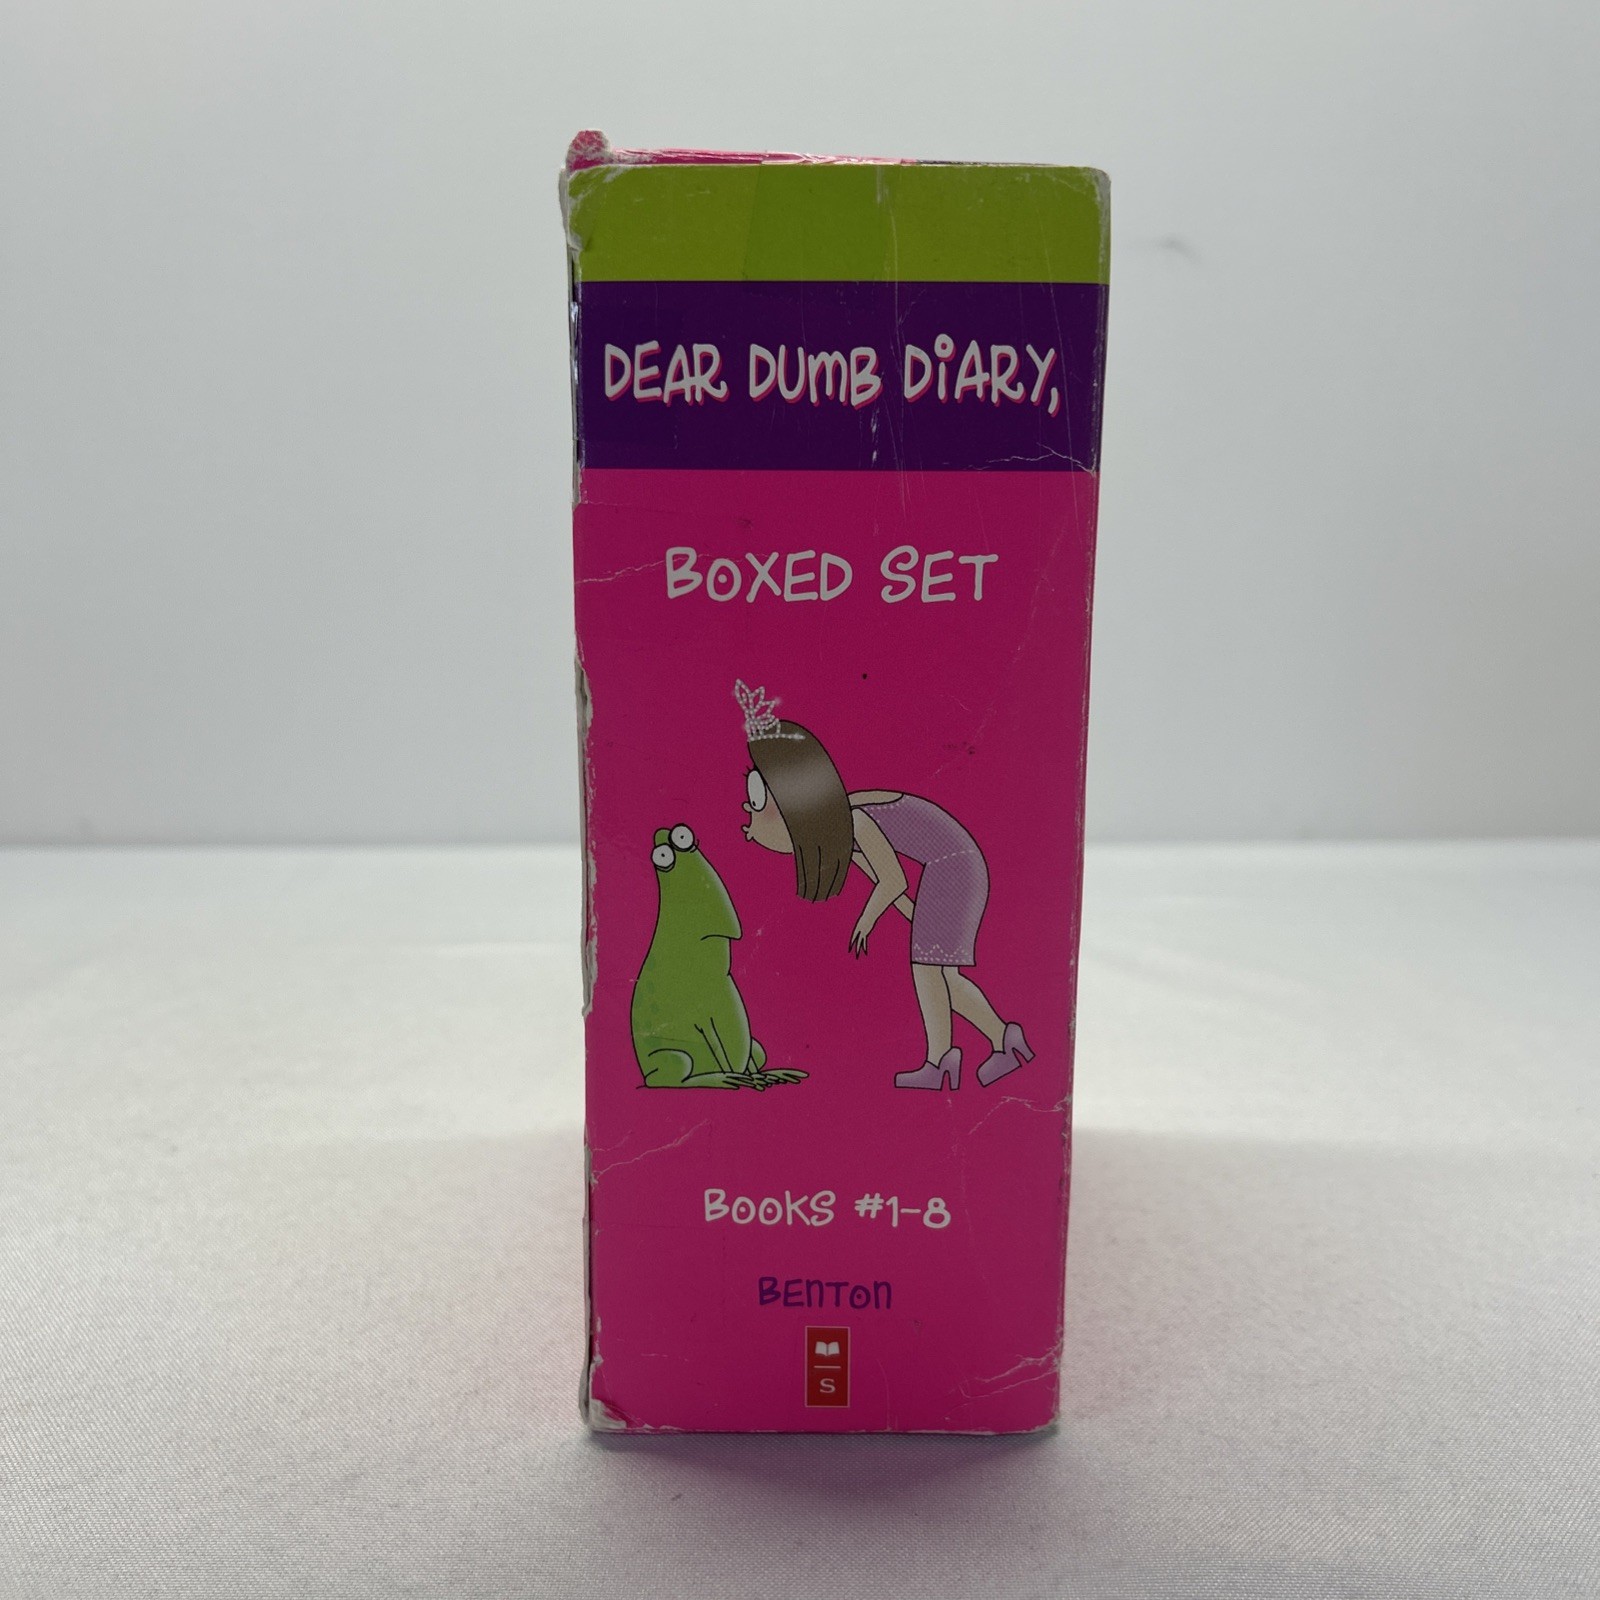 DEAR DUMB DIARY,
BOXED SET
BOOKS #1-8
BENTON
S